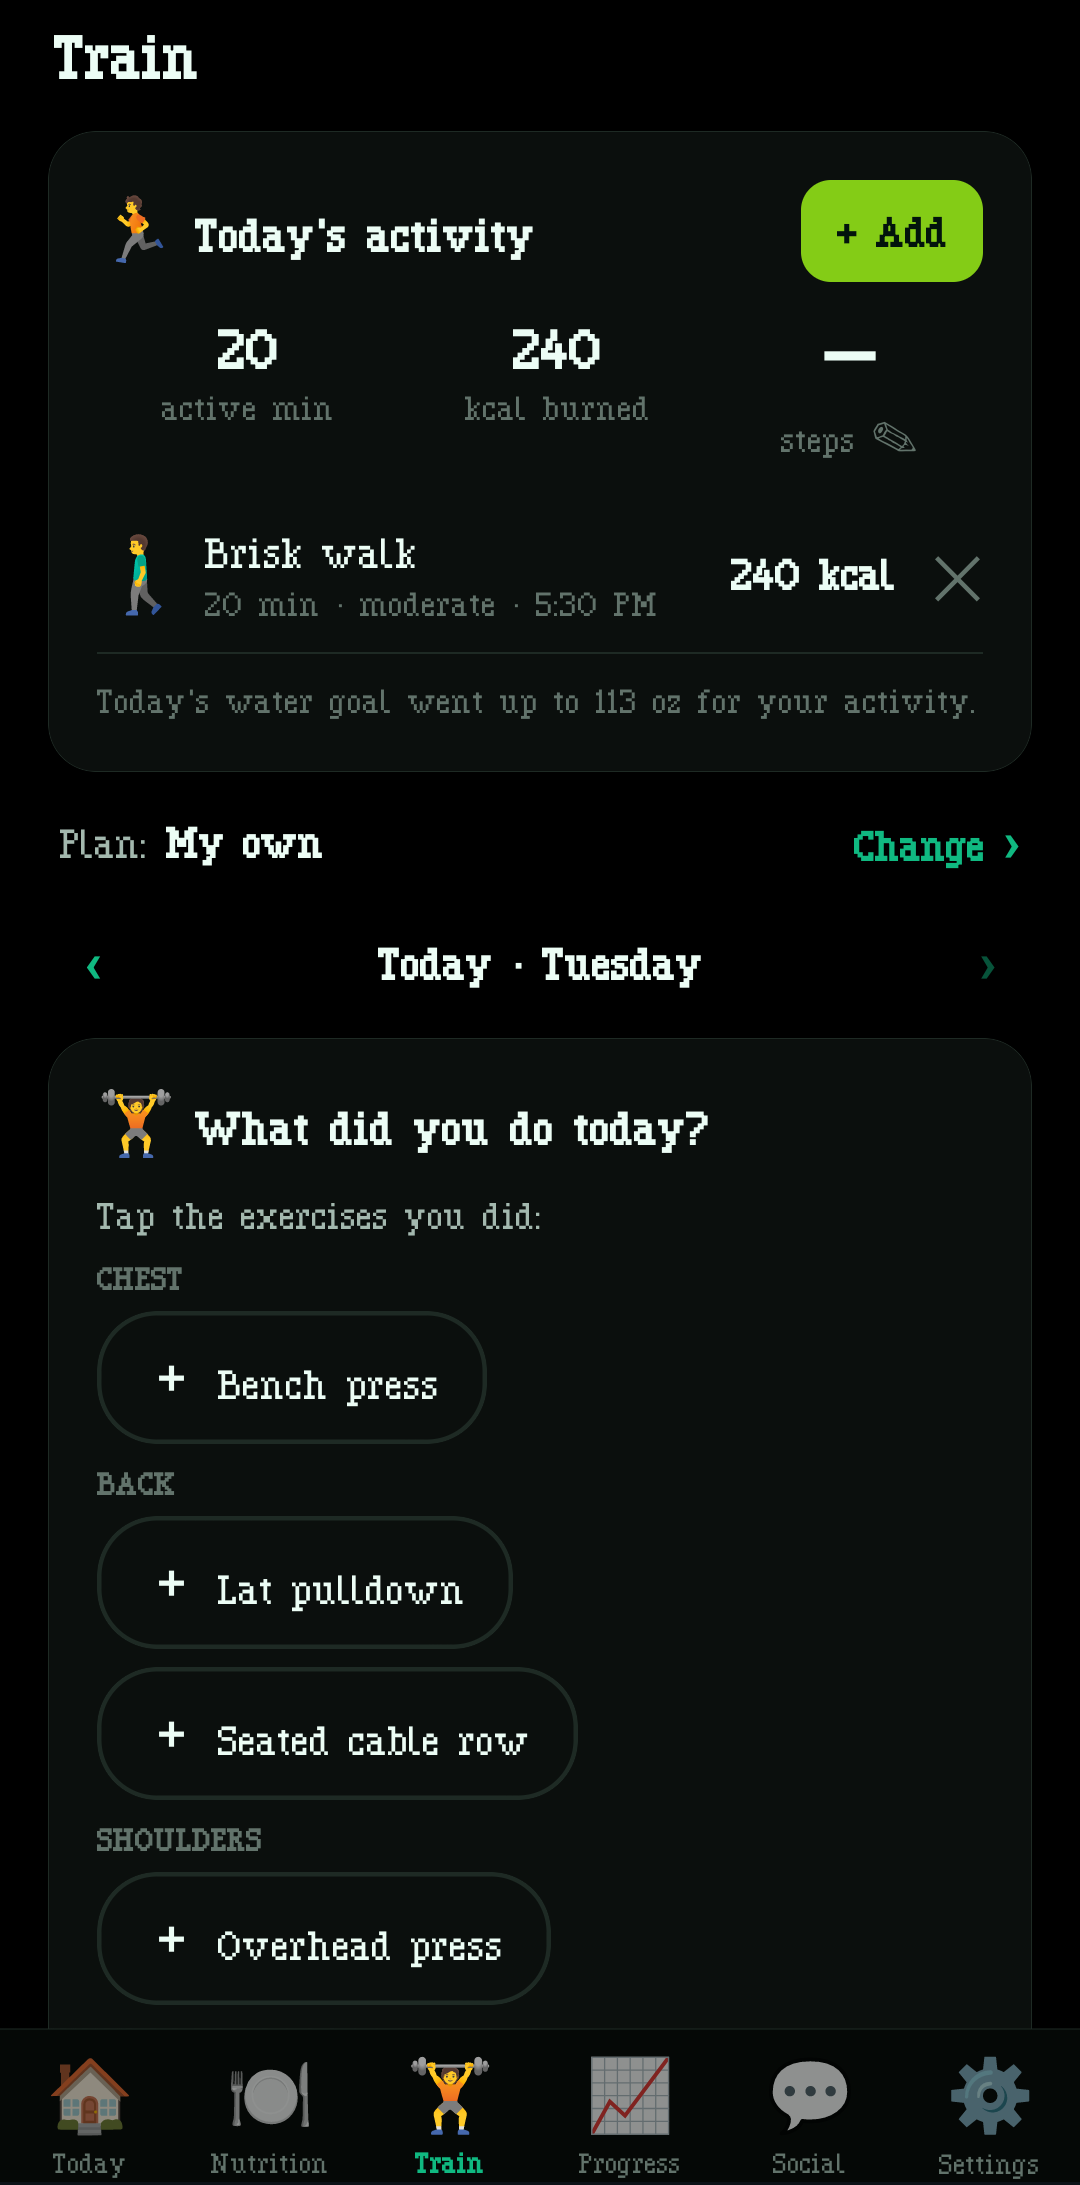 Train
Today's activity
+ Add
20
240
—
active min
kcal burned
steps ✎
Brisk walk
240 kcal
20 min · moderate · 5:30 PM
Today's water goal went up to 113 oz for your activity.
Plan: My own
Change ›
‹ Today · Tuesday ›
What did you do today?
Tap the exercises you did:
CHEST
+ Bench press
BACK
+ Lat pulldown
+ Seated cable row
SHOULDERS
+ Overhead press
Today
Nutrition
Train
Progress
Social
Settings